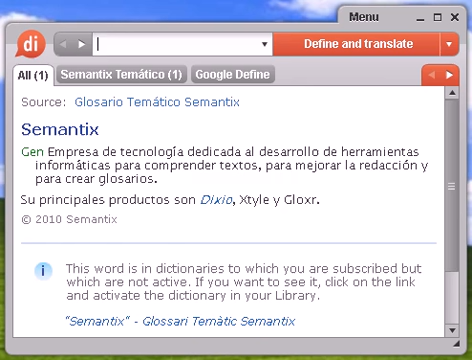 Menu
di
Define and translate
All (1) Semantix Temático (1) Google Define
Source: Glosario Temático Semantix
Semantix
Gen Empresa de tecnología dedicada al desarrollo de herramientas
informáticas para comprender textos, para mejorar la redacción y
para crear glosarios.
Su principales productos son Dixio, Xtyle y Gloxr.
© 2010 Semantix
i
This word is in dictionaries to which you are subscribed but
which are not active. If you want to see it, click on the link
and activate the dictionary in your Library.
"Semantix" - Glossari Temàtic Semantix